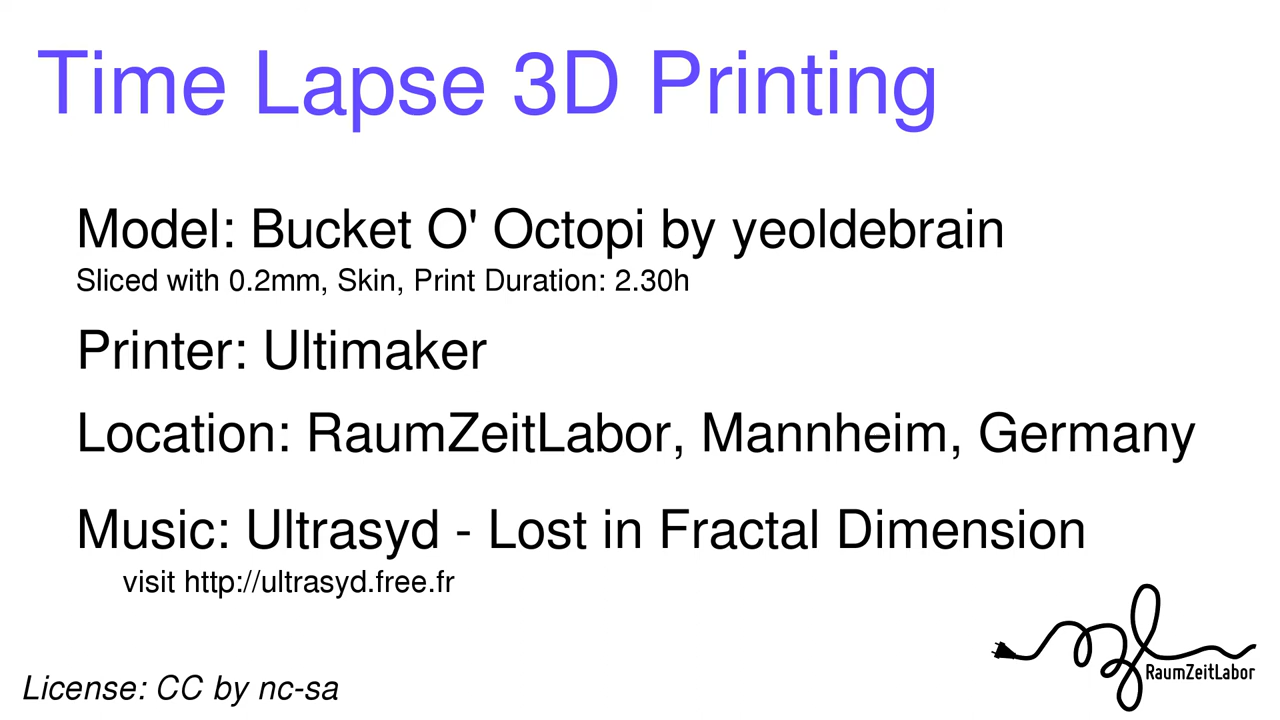 Time Lapse 3D Printing
Model: Bucket O' Octopi by yeoldebrain
Sliced with 0.2mm, Skin, Print Duration: 2.30h
Printer: Ultimaker
Location: RaumZeitLabor, Mannheim, Germany
Music: Ultrasyd - Lost in Fractal Dimension
visit http://ultrasyd.free.fr
RaumZeitLabor
License: CC by nc-sa